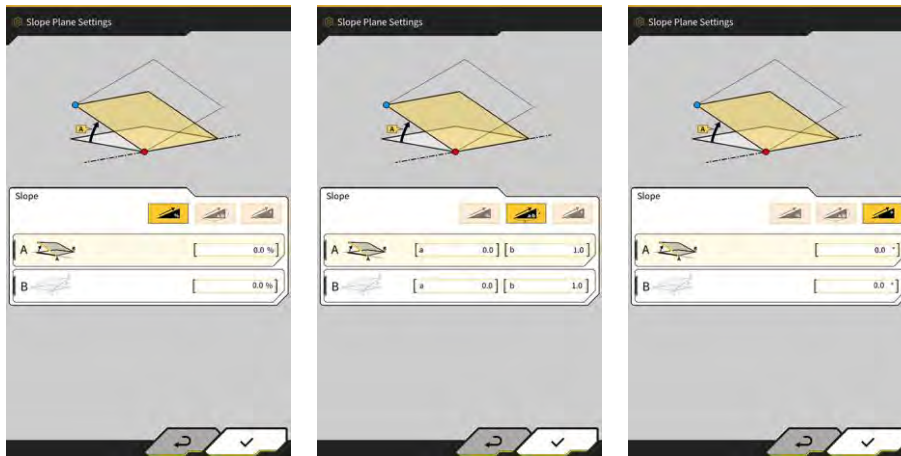 Slope Plane Settings
A
Slope
%
A [ 0.0 % ]
B [ 0.0 % ]
Slope Plane Settings
A
Slope
A [ a 0.0 ] [ b 1.0 ]
B [ a 0.0 ] [ b 1.0 ]
Slope Plane Settings
A
Slope
A [ 0.0 ° ]
B [ 0.0 ° ]